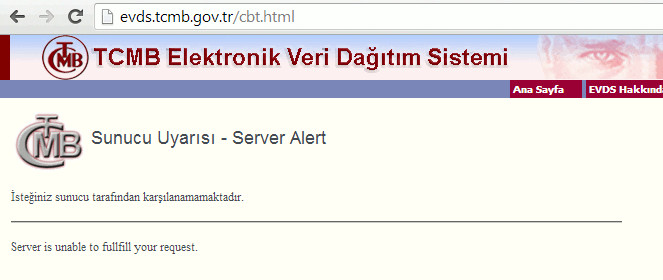 evds.tcmb.gov.tr/cbt.html
TCMB TCMB Elektronik Veri Dağıtım Sistemi
Ana Sayfa EVDS Hakkında
TCMB Sunucu Uyarısı - Server Alert
İsteğiniz sunucu tarafından karşılanamamaktadır.
Server is unable to fullfill your request.